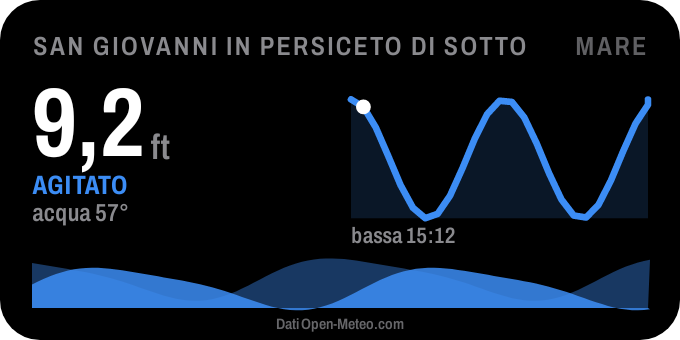 SAN GIOVANNI IN PERSICETO DI SOTTO MARE
9,2 ft
AGITATO
acqua 57°
bassa 15:12
Dati Open-Meteo.com